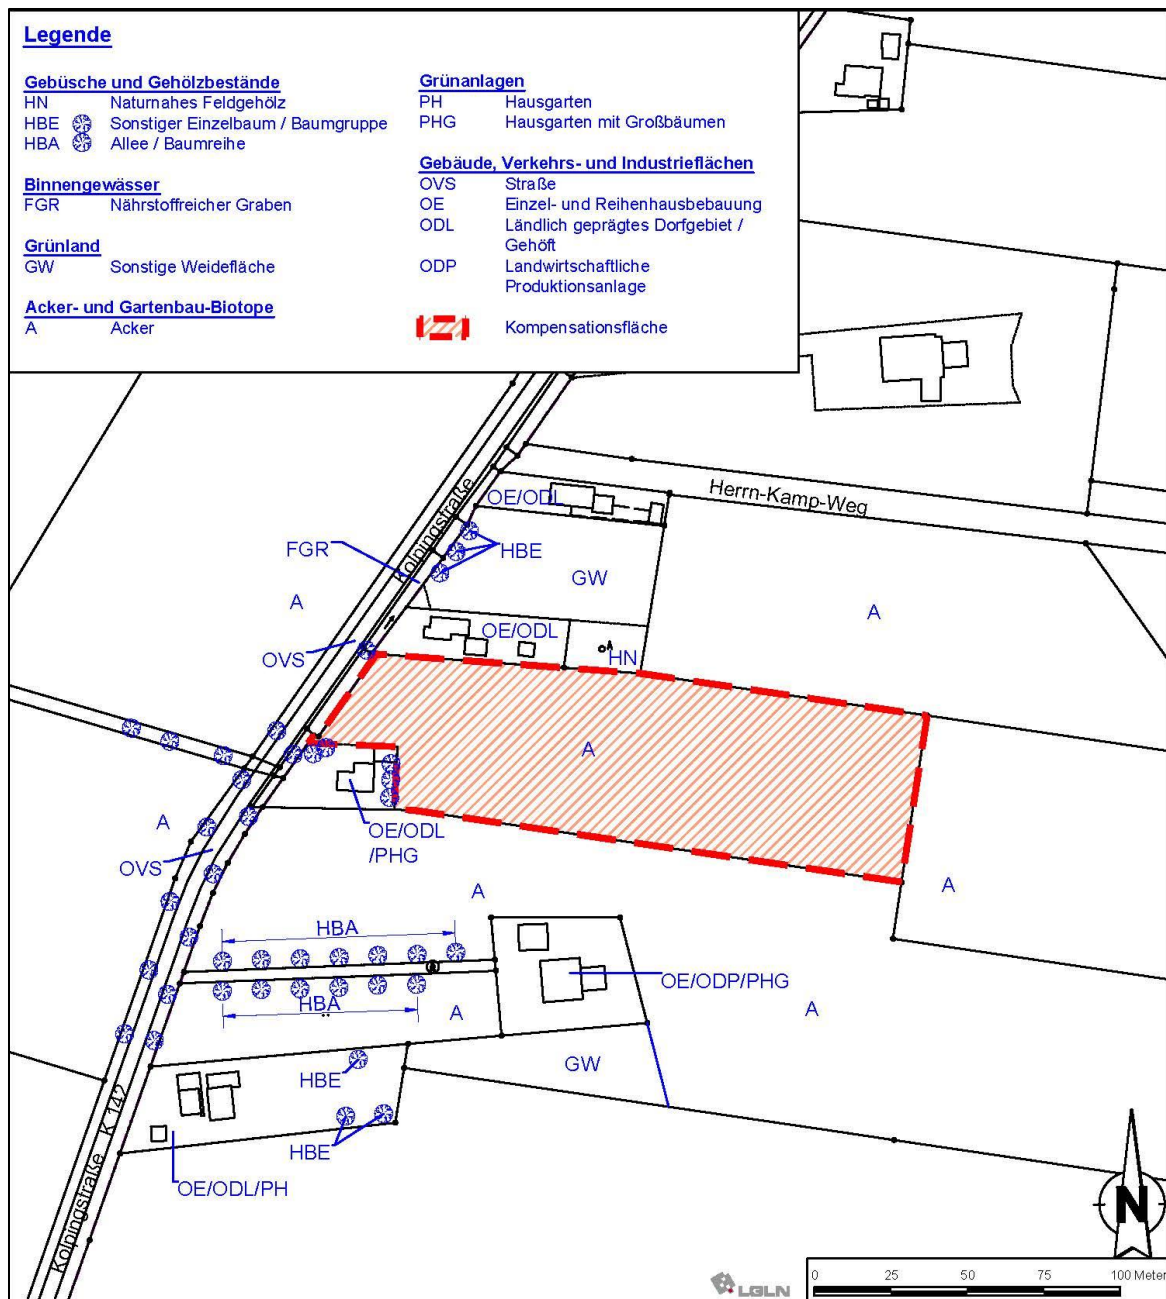 Legende
Gebüsche und Gehölzbestände
HN Naturnahes Feldgehölz
HBE Sonstiger Einzelbaum / Baumgruppe
HBA Allee / Baumreihe
Binnengewässer
FGR Nährstoffreicher Graben
Grünland
GW Sonstige Weidefläche
Acker- und Gartenbau-Biotope
A Acker
Grünanlagen
PH Hausgarten
PHG Hausgarten mit Großbäumen
Gebäude, Verkehrs- und Industrieflächen
OVS Straße
OE Einzel- und Reihenhausbebauung
ODL Ländlich geprägtes Dorfgebiet /
Gehöft
ODP Landwirtschaftliche
Produktionsanlage
Kompensationsfläche
Kolpingstraße
OE/ODL
Herrn-Kamp-Weg
FGR
HBE
GW
A
A
OE/ODL
HN
OVS
A
A
OE/ODL
/PHG
OVS
A
A
HBA
OE/ODP/PHG
HBA
A
A
GW
HBE
HBE
OE/ODL/PH
Kolpingstraße K 142
N
LGLN
0 25 50 75 100 Meter